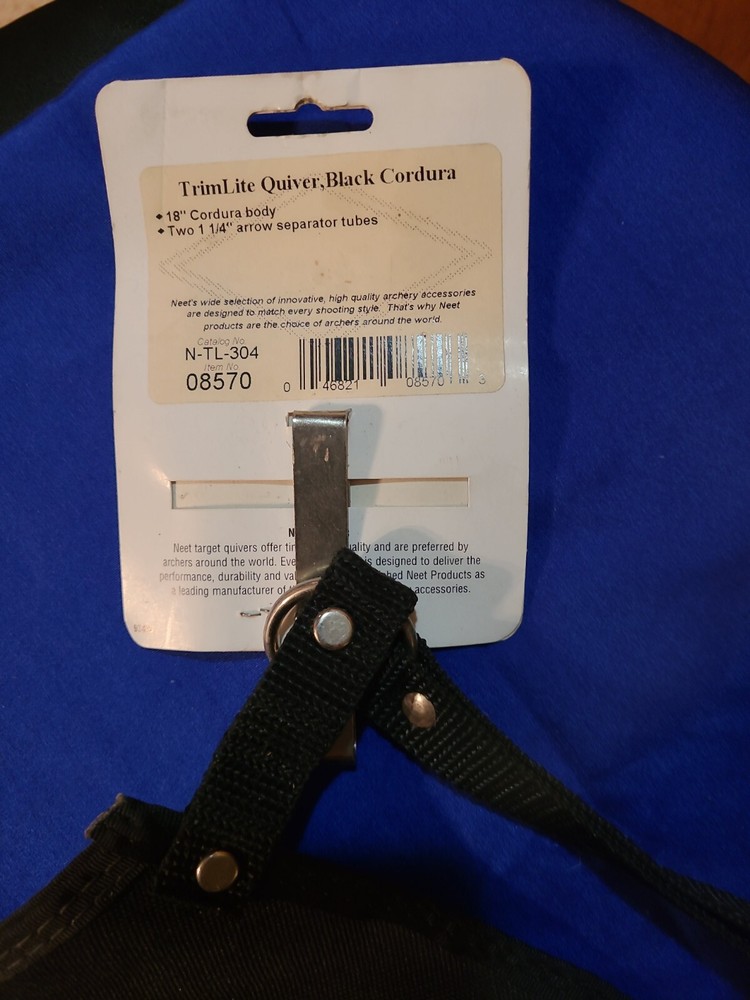 TrimLite Quiver,Black Cordura
◆ 18" Cordura body
◆ Two 1 1/4" arrow separator tubes
Neet's wide selection of innovative, high quality archery accessories
are designed to match every shooting style. That's why Neet
products are the choice of archers around the world.
Catalog No
N-TL-304
Item No
08570
0 46821 08570 3
Neet target quivers offer ality and are preferred by
archers around the world. is designed to deliver the
performance, durability and Neet Products as
a leading manufacturer of accessories.